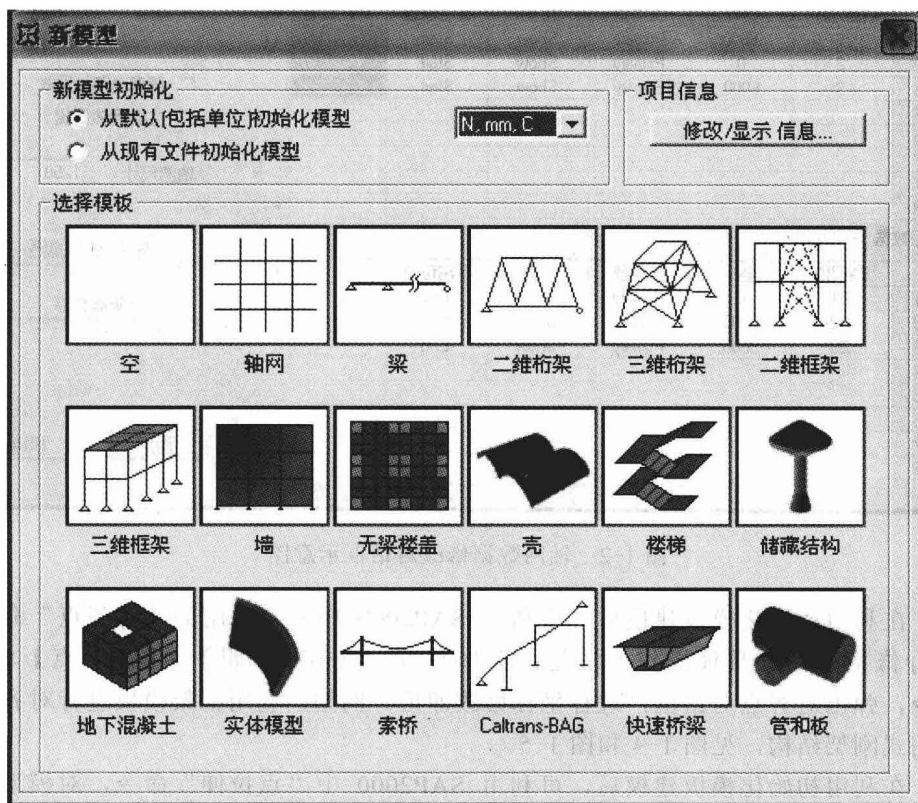 新模型
新模型初始化
从默认(包括单位)初始化模型
N, mm, C
从现有文件初始化模型
项目信息
修改/显示 信息...
选择模板
空
轴网
梁
二维桁架
三维桁架
二维框架
三维框架
墙
无梁楼盖
壳
楼梯
储藏结构
地下混凝土
实体模型
索桥
Caltrans-BAG
快速桥梁
管和板